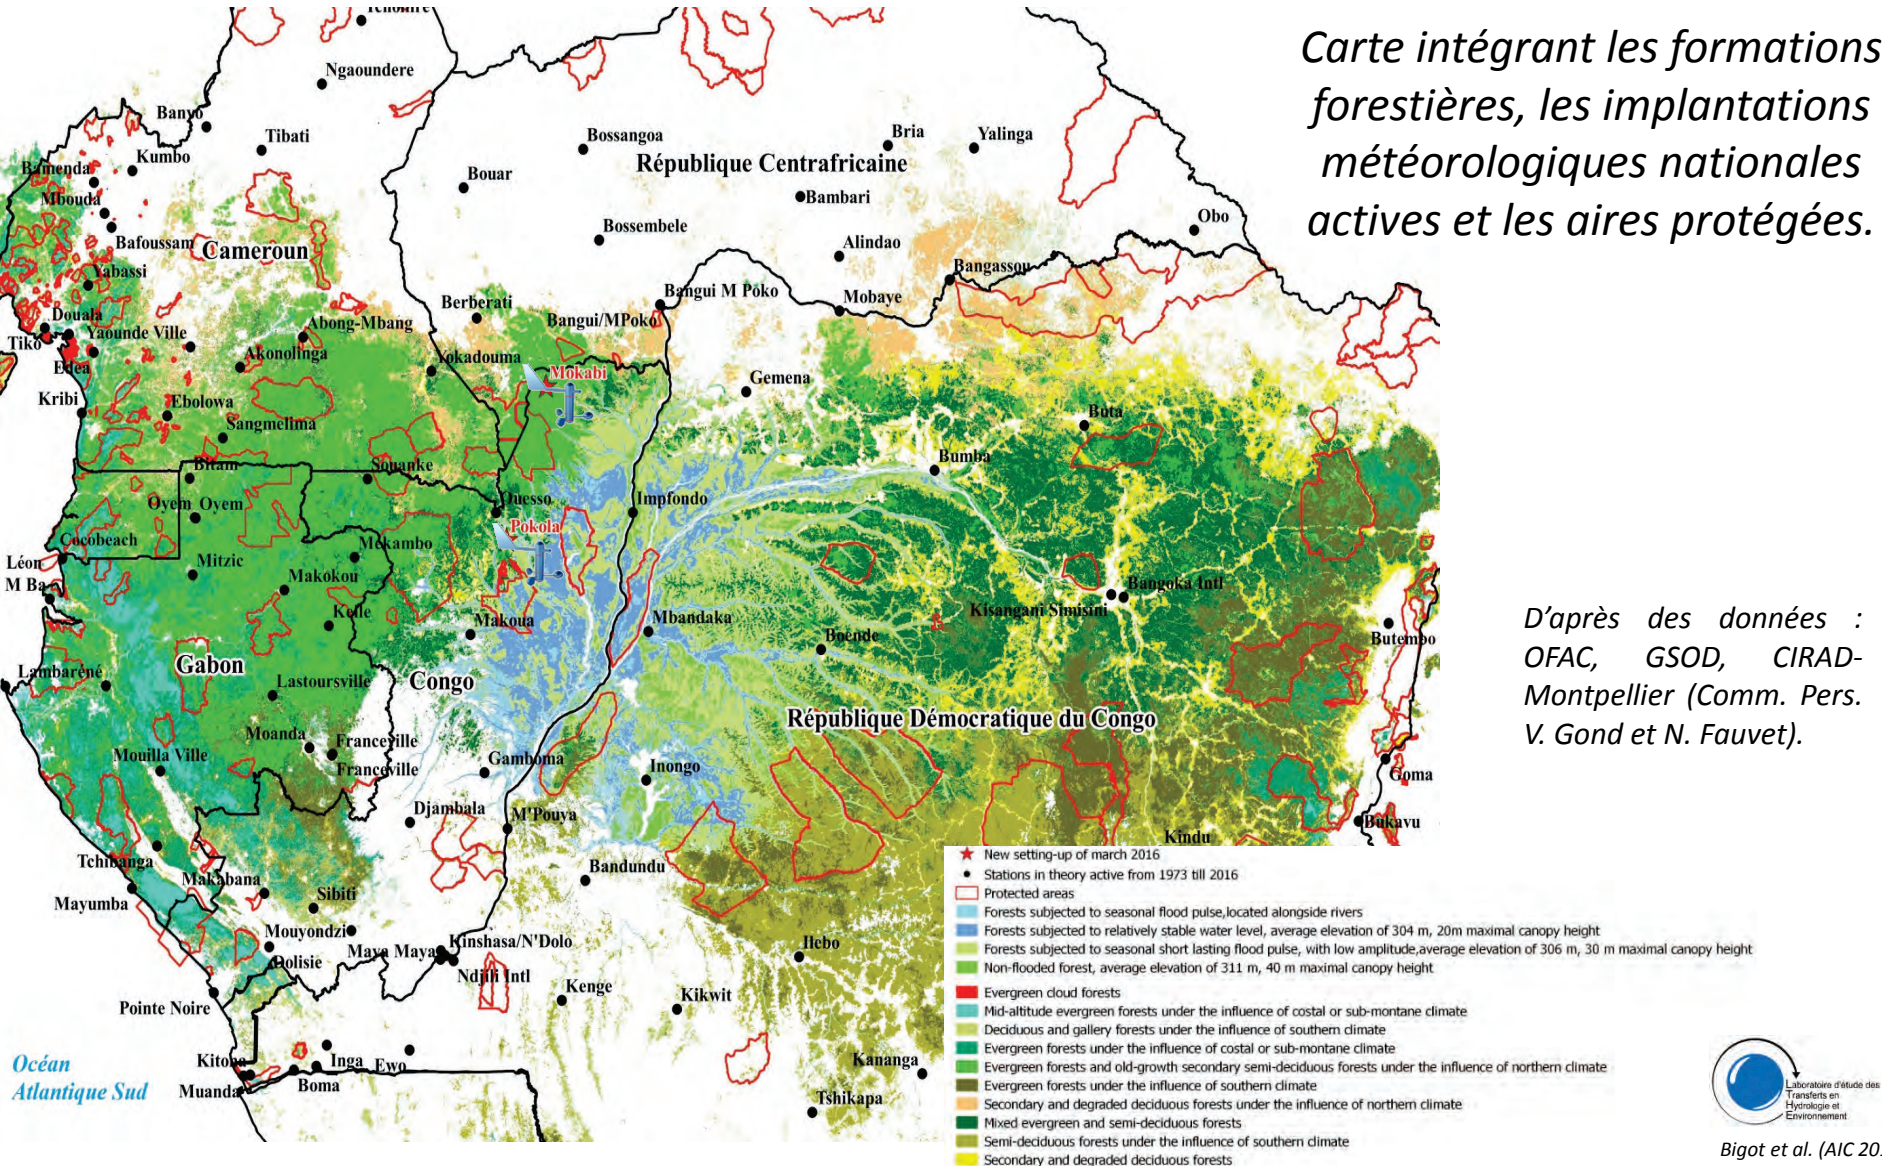 Carte intégrant les formations
forestières, les implantations
météorologiques nationales
actives et les aires protégées.
Ngaoundere
Banyo
Tibati
Kumbo
Bamenda
Mbouda
Bafoussam
Cameroun
Yabassi
Douala
Tiko
Yaounde Ville
Edea
Abong-Mbang
Akonolinga
Yokadouma
Kribi
Ebolowa
Sangmelima
Bossangoa
Bria
Yalinga
République Centrafricaine
Bouar
Bambari
Obo
Bossembele
Alindao
Bangassou
Berberati
Bangui M Poko
Bangui/MPoko
Mobaye
Mokabi
Gemena
Buta
Bumba
Bitam
Souanke
Oyem Oyem
Ouesso
Impfondo
Pokola
Cocobeach
Mekambo
Léon
M Ba
Mitzic
Makokou
Kelle
Makoua
Mbandaka
Boende
Kisangani Simisini
Bangoka Intl
Butembo
Lambaréné
Gabon
Lastoursville
Congo
République Démocratique du Congo
Moanda
Franceville
Franceville
Mouilla Ville
Gamboma
Inongo
Goma
Djambala
M'Pouya
Bukavu
Kindu
Tchibanga
Makabana
Bandundu
Mayumba
Sibiti
Mouyondzi
Maya Maya
Kinshasa/N'Dolo
Dolisie
Ndjili Intl
Ilebo
Pointe Noire
Kenge
Kikwit
Kitona
Inga
Ewo
Kananga
Muanda
Boma
Tshikapa
Océan
Atlantique Sud
D'après des données :
OFAC, GSOD, CIRAD-
Montpellier (Comm. Pers.
V. Gond et N. Fauvet).
New setting-up of march 2016
Stations in theory active from 1973 till 2016
Protected areas
Forests subjected to seasonal flood pulse,located alongside rivers
Forests subjected to relatively stable water level, average elevation of 304 m, 20m maximal canopy height
Forests subjected to seasonal short lasting flood pulse, with low amplitude,average elevation of 306 m, 30 m maximal canopy height
Non-flooded forest, average elevation of 311 m, 40 m maximal canopy height
Evergreen cloud forests
Mid-altitude evergreen forests under the influence of costal or sub-montane climate
Deciduous and gallery forests under the influence of southern climate
Evergreen forests under the influence of costal or sub-montane climate
Evergreen forests and old-growth secondary semi-deciduous forests under the influence of northern climate
Evergreen forests under the influence of southern climate
Secondary and degraded deciduous forests under the influence of northern climate
Mixed evergreen and semi-deciduous forests
Semi-deciduous forests under the influence of southern climate
Secondary and degraded deciduous forests
Laboratoire d'étude des
Transferts en
Hydrologie et
Environnement
Bigot et al. (AIC 20